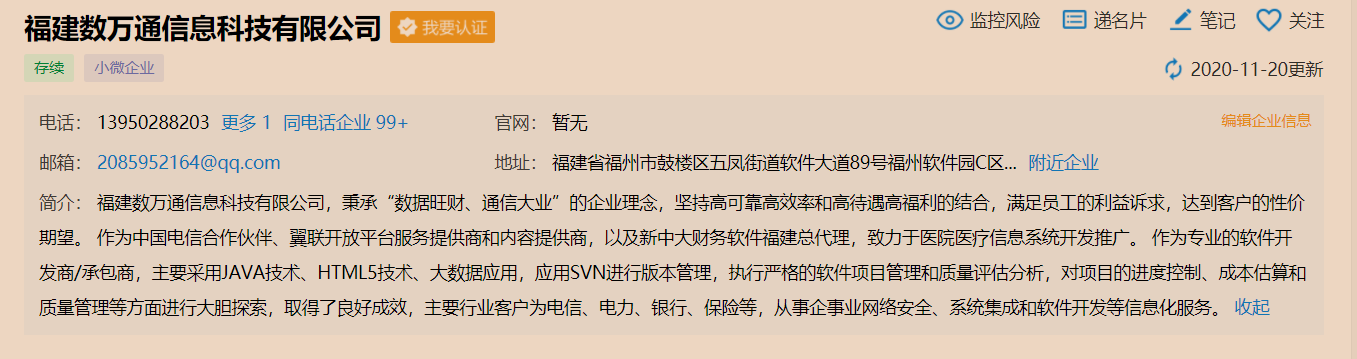 福建数万通信息科技有限公司 我要认证 监控风险 递名片 笔记 关注
存续 小微企业 2020-11-20更新
电话： 13950288203 更多 1 同电话企业 99+ 官网： 暂无 编辑企业信息
邮箱： 2085952164@qq.com 地址： 福建省福州市鼓楼区五凤街道软件大道89号福州软件园C区... 附近企业
简介： 福建数万通信息科技有限公司，秉承“数据旺财、通信大业”的企业理念，坚持高可靠高效率和高待遇高福利的结合，满足员工的利益诉求，达到客户的性价
期望。 作为中国电信合作伙伴、翼联开放平台服务提供商和内容提供商，以及新中大财务软件福建总代理，致力于医院医疗信息系统开发推广。 作为专业的软件开
发商/承包商，主要采用JAVA技术、HTML5技术、大数据应用，应用SVN进行版本管理，执行严格的软件项目管理和质量评估分析，对项目的进度控制、成本估算和
质量管理等方面进行大胆探索，取得了良好成效，主要行业客户为电信、电力、银行、保险等，从事企事业网络安全、系统集成和软件开发等信息化服务。 收起